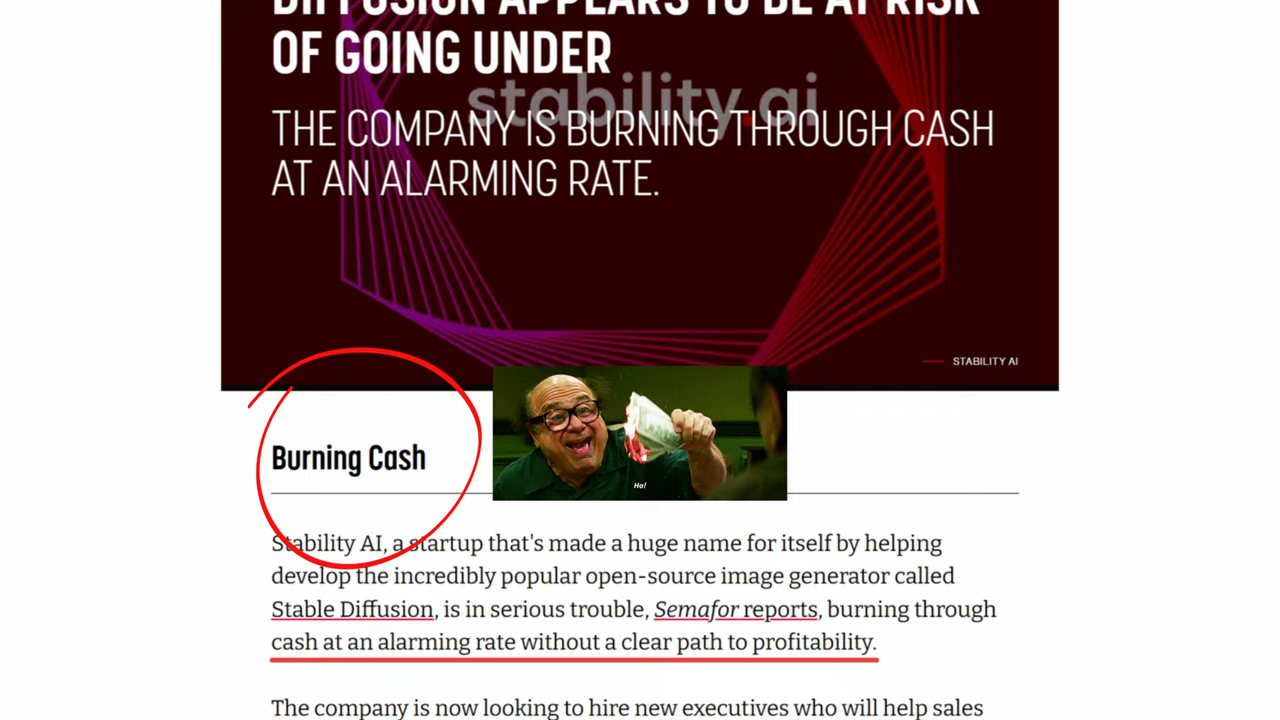 DIFFUSION APPEARS TO BE AT RISK
OF GOING UNDER
stability.ai
THE COMPANY IS BURNING THROUGH CASH
AT AN ALARMING RATE.
STABILITY AI
Ha!
Burning Cash
Stability AI, a startup that's made a huge name for itself by helping
develop the incredibly popular open-source image generator called
Stable Diffusion, is in serious trouble, Semafor reports, burning through
cash at an alarming rate without a clear path to profitability.
The company is now looking to hire new executives who will help sales